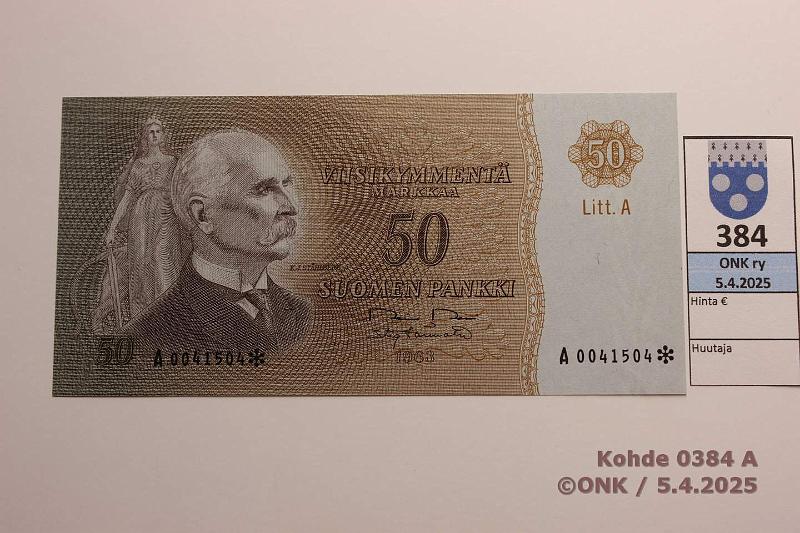 VIISIKYMMENTÄ
MARKKAA
50
SUOMEN PANKKI
1963
50
A 0041504*
50
Litt. A
A 0041504*
384
ONK ry
5.4.2025
Hinta €
Huutaja
Kohde 0384 A
©ONK / 5.4.2025